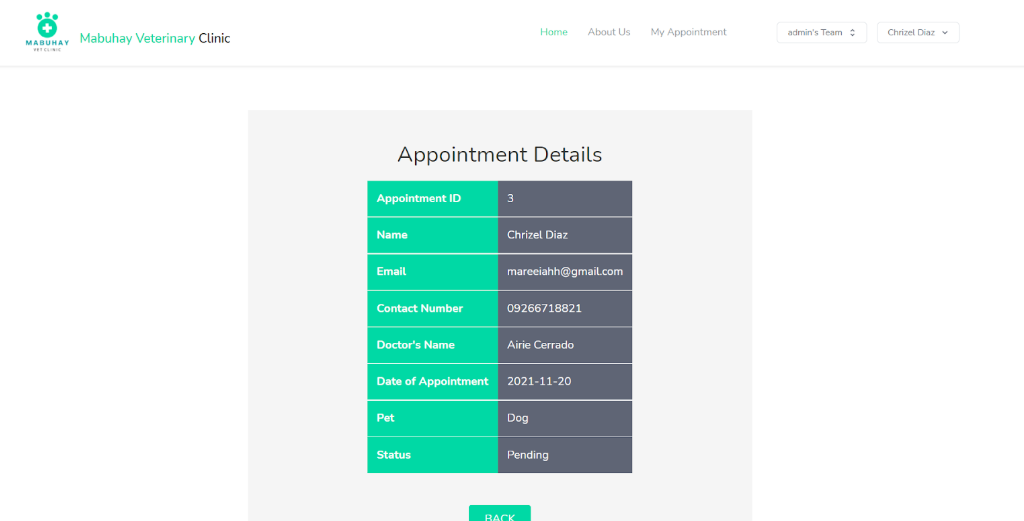 MABUHAY
VET CLINIC
Mabuhay Veterinary Clinic
Home About Us My Appointment admin's Team Chrizel Diaz
Appointment Details
Appointment ID 3
Name Chrizel Diaz
Email mareeiahh@gmail.com
Contact Number 09266718821
Doctor's Name Airie Cerrado
Date of Appointment 2021-11-20
Pet Dog
Status Pending
BACK